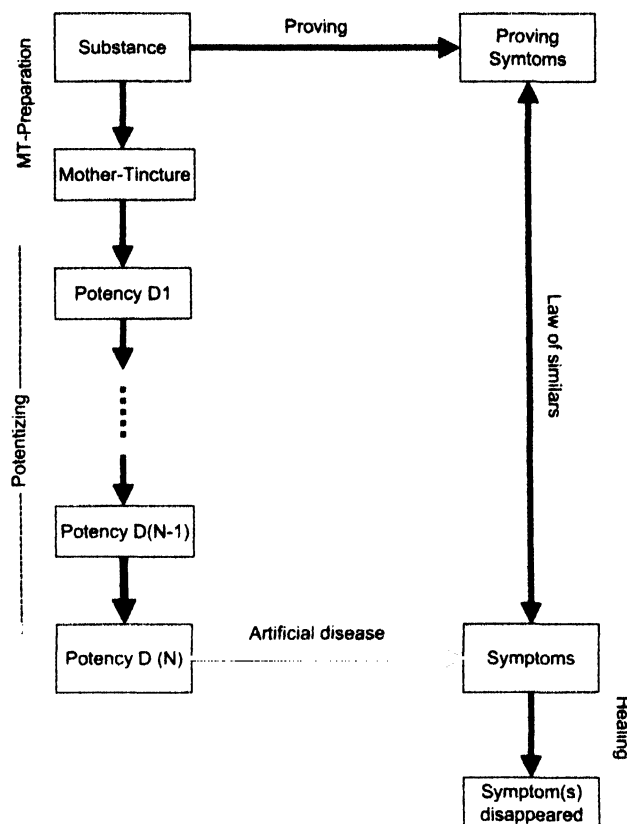 Substance
Proving
Proving
Symtoms
MT-Preparation
Mother-Tincture
Potency D1
Law of similars
Potentizing
Potency D(N-1)
Potency D (N)
Artificial disease
Symptoms
Healing
Symptom(s)
disappeared